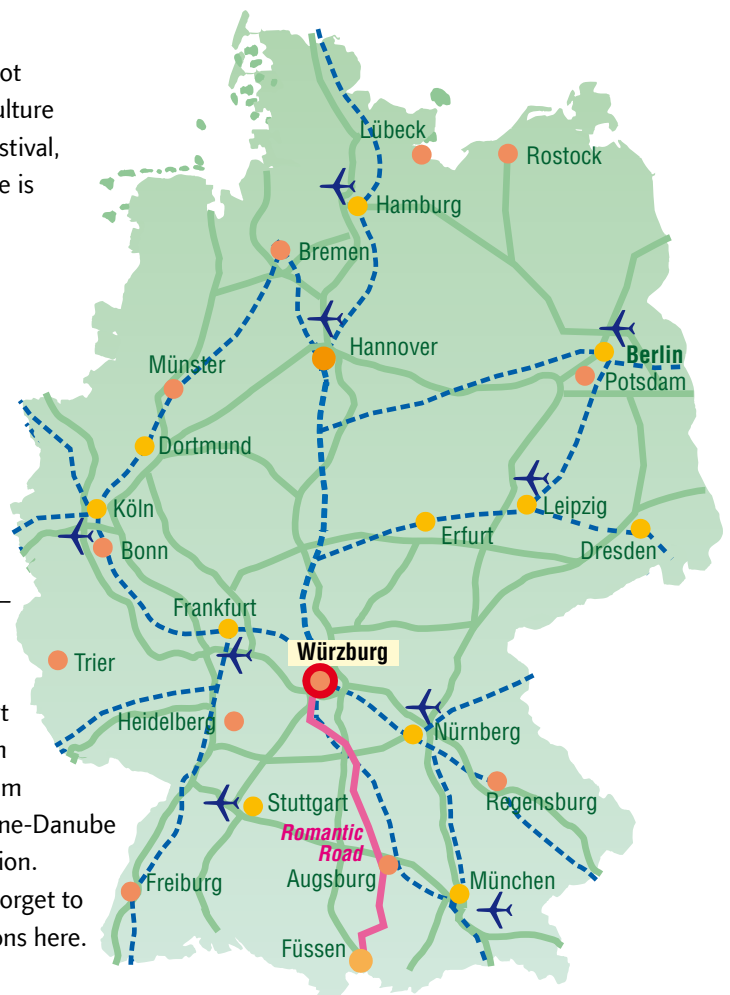 ot
ulture
stival,
e is
Lübeck
Rostock
Hamburg
Bremen
Hannover
Berlin
Münster
Potsdam
Dortmund
Leipzig
Köln
Erfurt
Bonn
Dresden
–
Frankfurt
Würzburg
Trier
rt
Heidelberg
Nürnberg
n
m
Stuttgart
Regensburg
ne-Danube
Romantic
Road
ion.
Augsburg
München
Freiburg
orget to
ons here.
Füssen